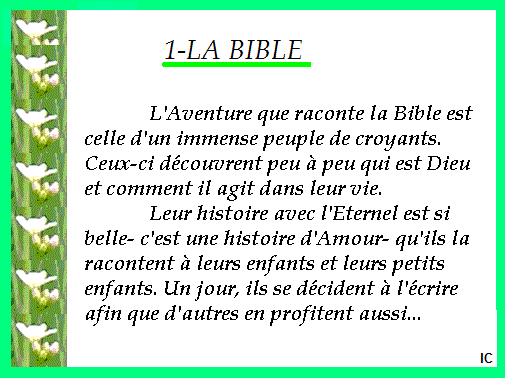 1-LA BIBLE
L'Aventure que raconte la Bible est
celle d'un immense peuple de croyants.
Ceux-ci découvrent peu à peu qui est Dieu
et comment il agit dans leur vie.
Leur histoire avec l'Eternel est si
belle- c'est une histoire d'Amour- qu'ils la
racontent à leurs enfants et leurs petits
enfants. Un jour, ils se décident à l'écrire
afin que d'autres en profitent aussi...
IC